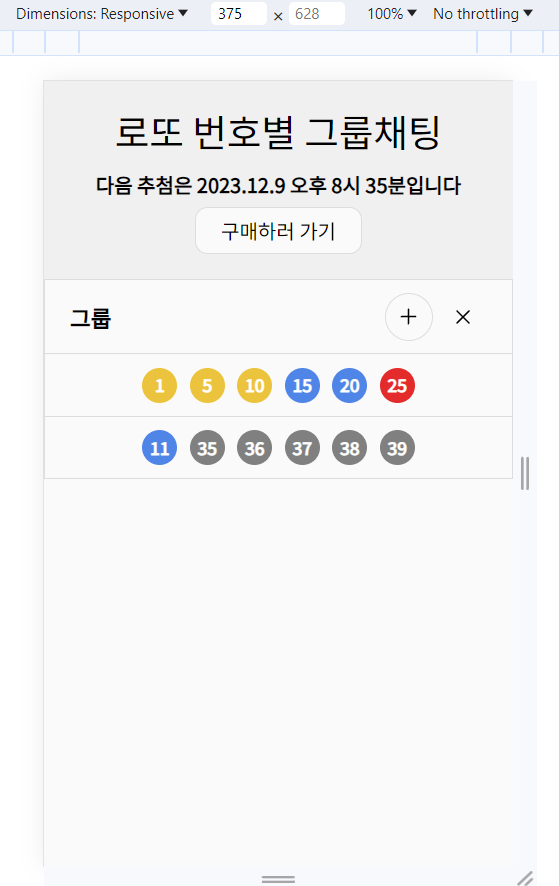 Dimensions: Responsive ▼ 375 × 628 100% ▼ No throttling ▼
로또 번호별 그룹채팅
다음 추첨은 2023.12.9 오후 8시 35분입니다
구매하러 가기
그룹 + ×
1 5 10 15 20 25
11 35 36 37 38 39